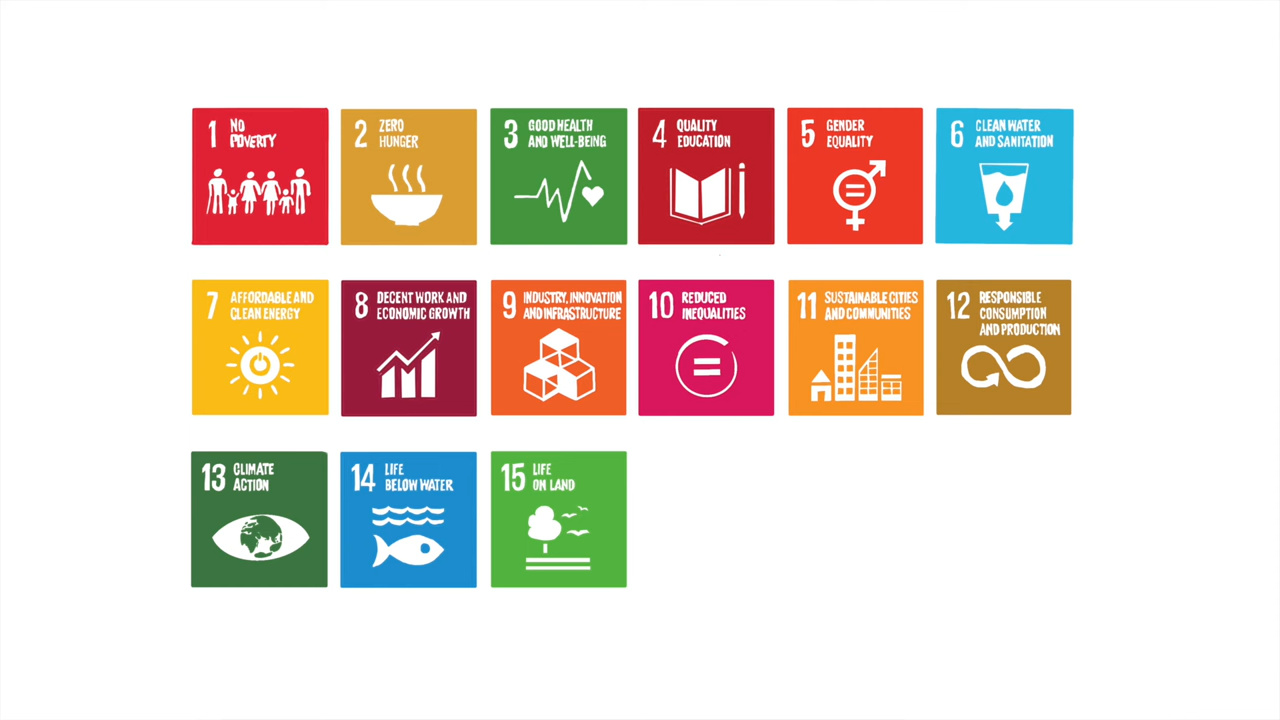 1 NO
POVERTY
2 ZERO
HUNGER
3 GOOD HEALTH
AND WELL-BEING
4 QUALITY
EDUCATION
5 GENDER
EQUALITY
6 CLEAN WATER
AND SANITATION
7 AFFORDABLE AND
CLEAN ENERGY
8 DECENT WORK AND
ECONOMIC GROWTH
9 INDUSTRY, INNOVATION
AND INFRASTRUCTURE
10 REDUCED
INEQUALITIES
11 SUSTAINABLE CITIES
AND COMMUNITIES
12 RESPONSIBLE
CONSUMPTION
AND PRODUCTION
13 CLIMATE
ACTION
14 LIFE
BELOW WATER
15 LIFE
ON LAND